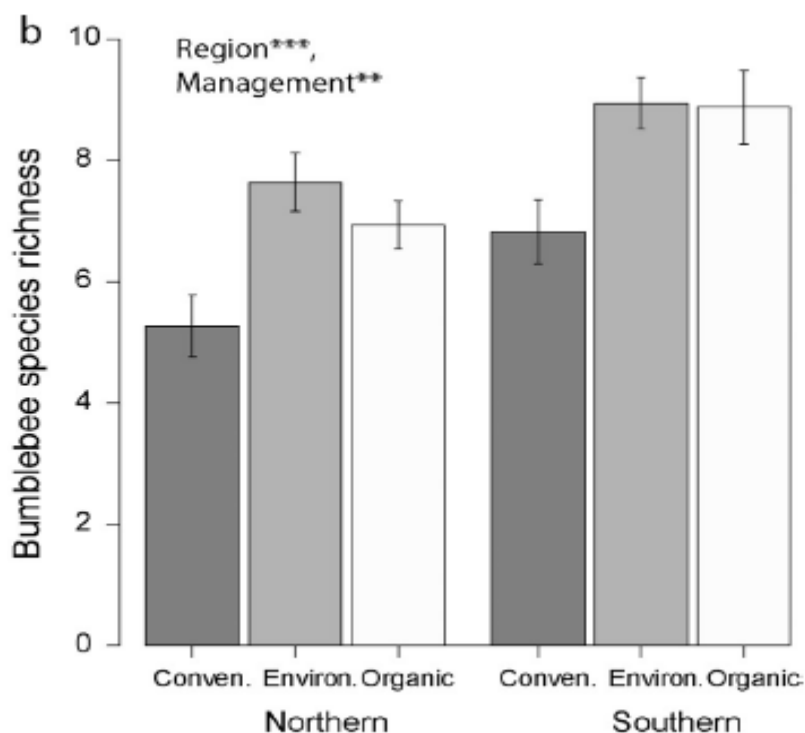 b
Region***,
Management**
Bumblebee species richness
10
8
6
4
2
0
Conven. Environ. Organic Conven. Environ. Organic
Northern Southern